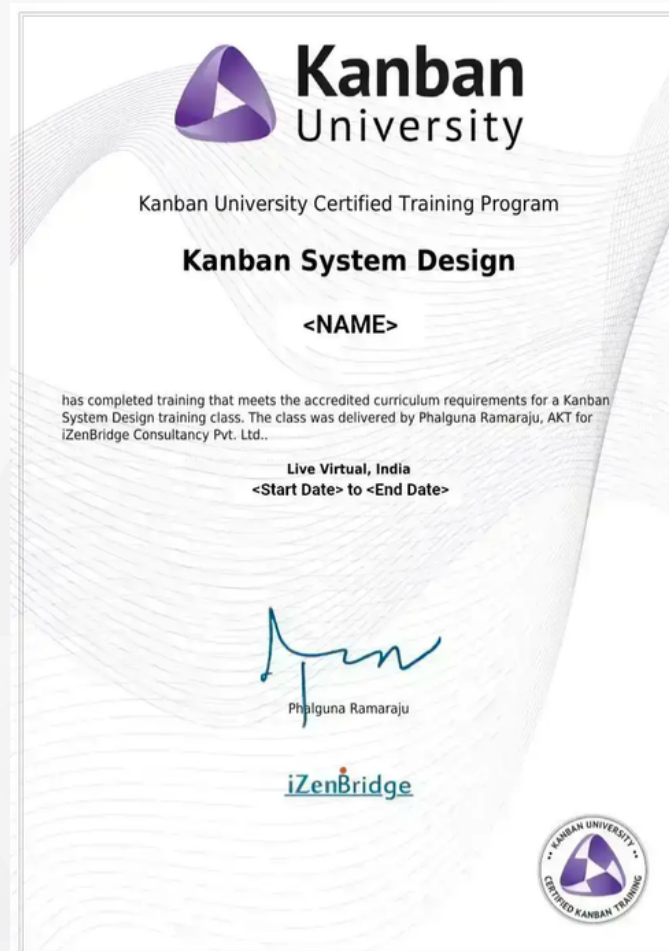 Kanban
University
Kanban University Certified Training Program
Kanban System Design
<NAME>
has completed training that meets the accredited curriculum requirements for a Kanban
System Design training class. The class was delivered by Phalguna Ramaraju, AKT for
iZenBridge Consultancy Pvt. Ltd..
Live Virtual, India
<Start Date> to <End Date>
Phalguna Ramaraju
iZenBridge
KANBAN UNIVERSITY
CERTIFIED KANBAN TRAINING